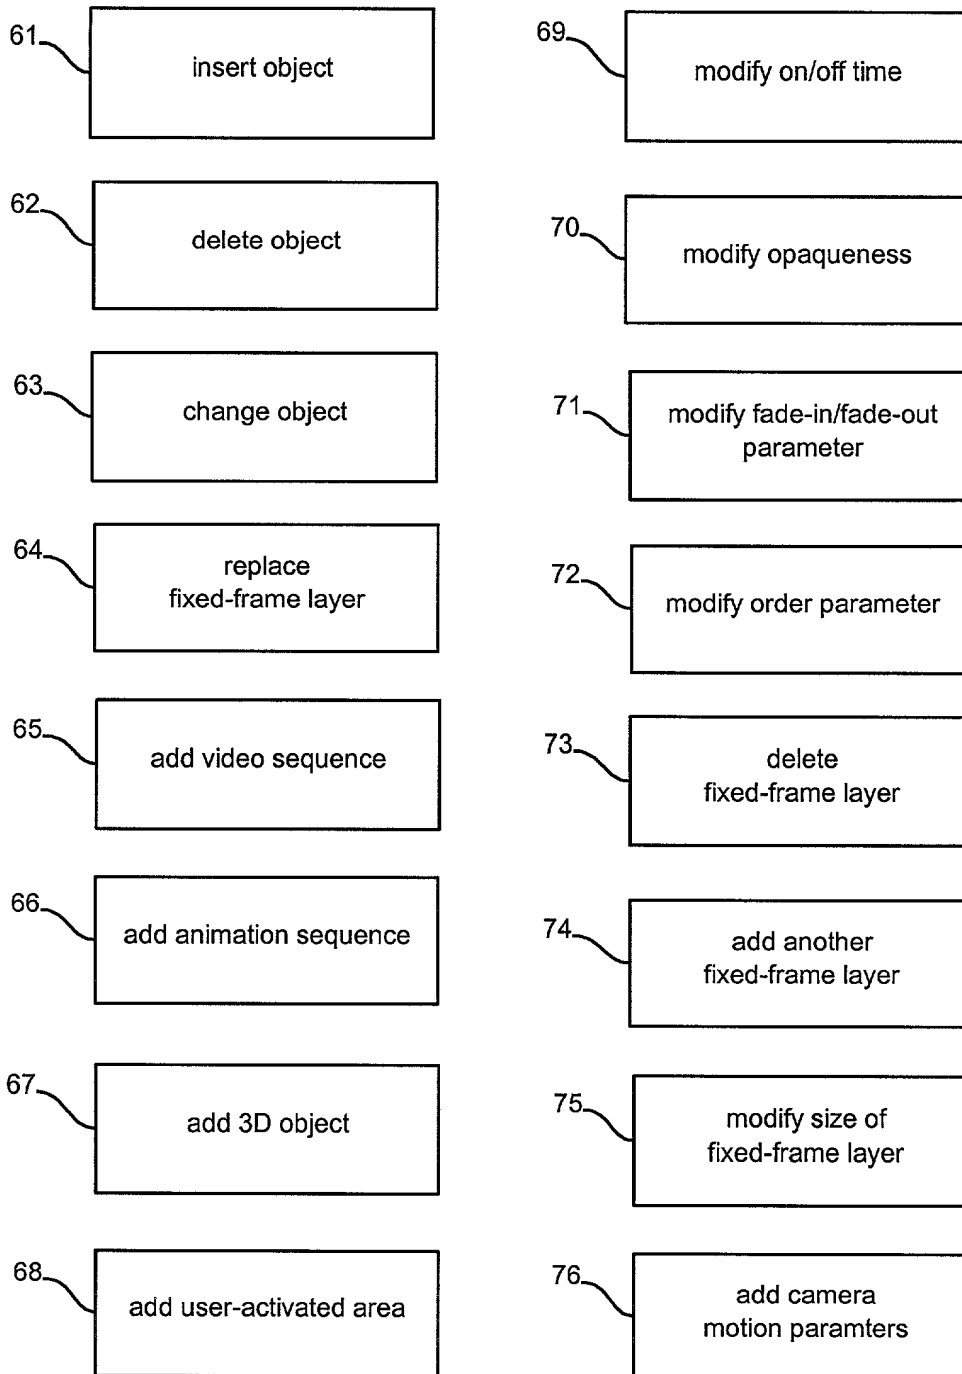 61
insert object
62
delete object
63
change object
64
replace
fixed-frame layer
65
add video sequence
66
add animation sequence
67
add 3D object
68
add user-activated area
69
modify on/off time
70
modify opaqueness
71
modify fade-in/fade-out
parameter
72
modify order parameter
73
delete
fixed-frame layer
74
add another
fixed-frame layer
75
modify size of
fixed-frame layer
76
add camera
motion paramters